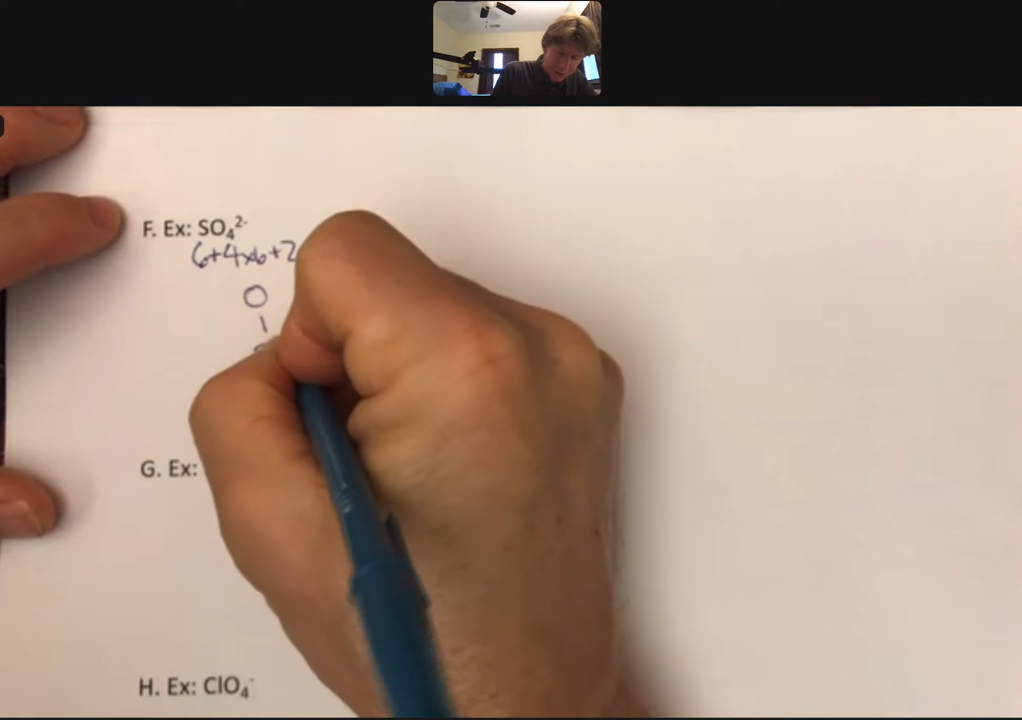 F. Ex: SO₄²⁻
6+4x6+2
O
G. Ex:
H. Ex: ClO₄⁻